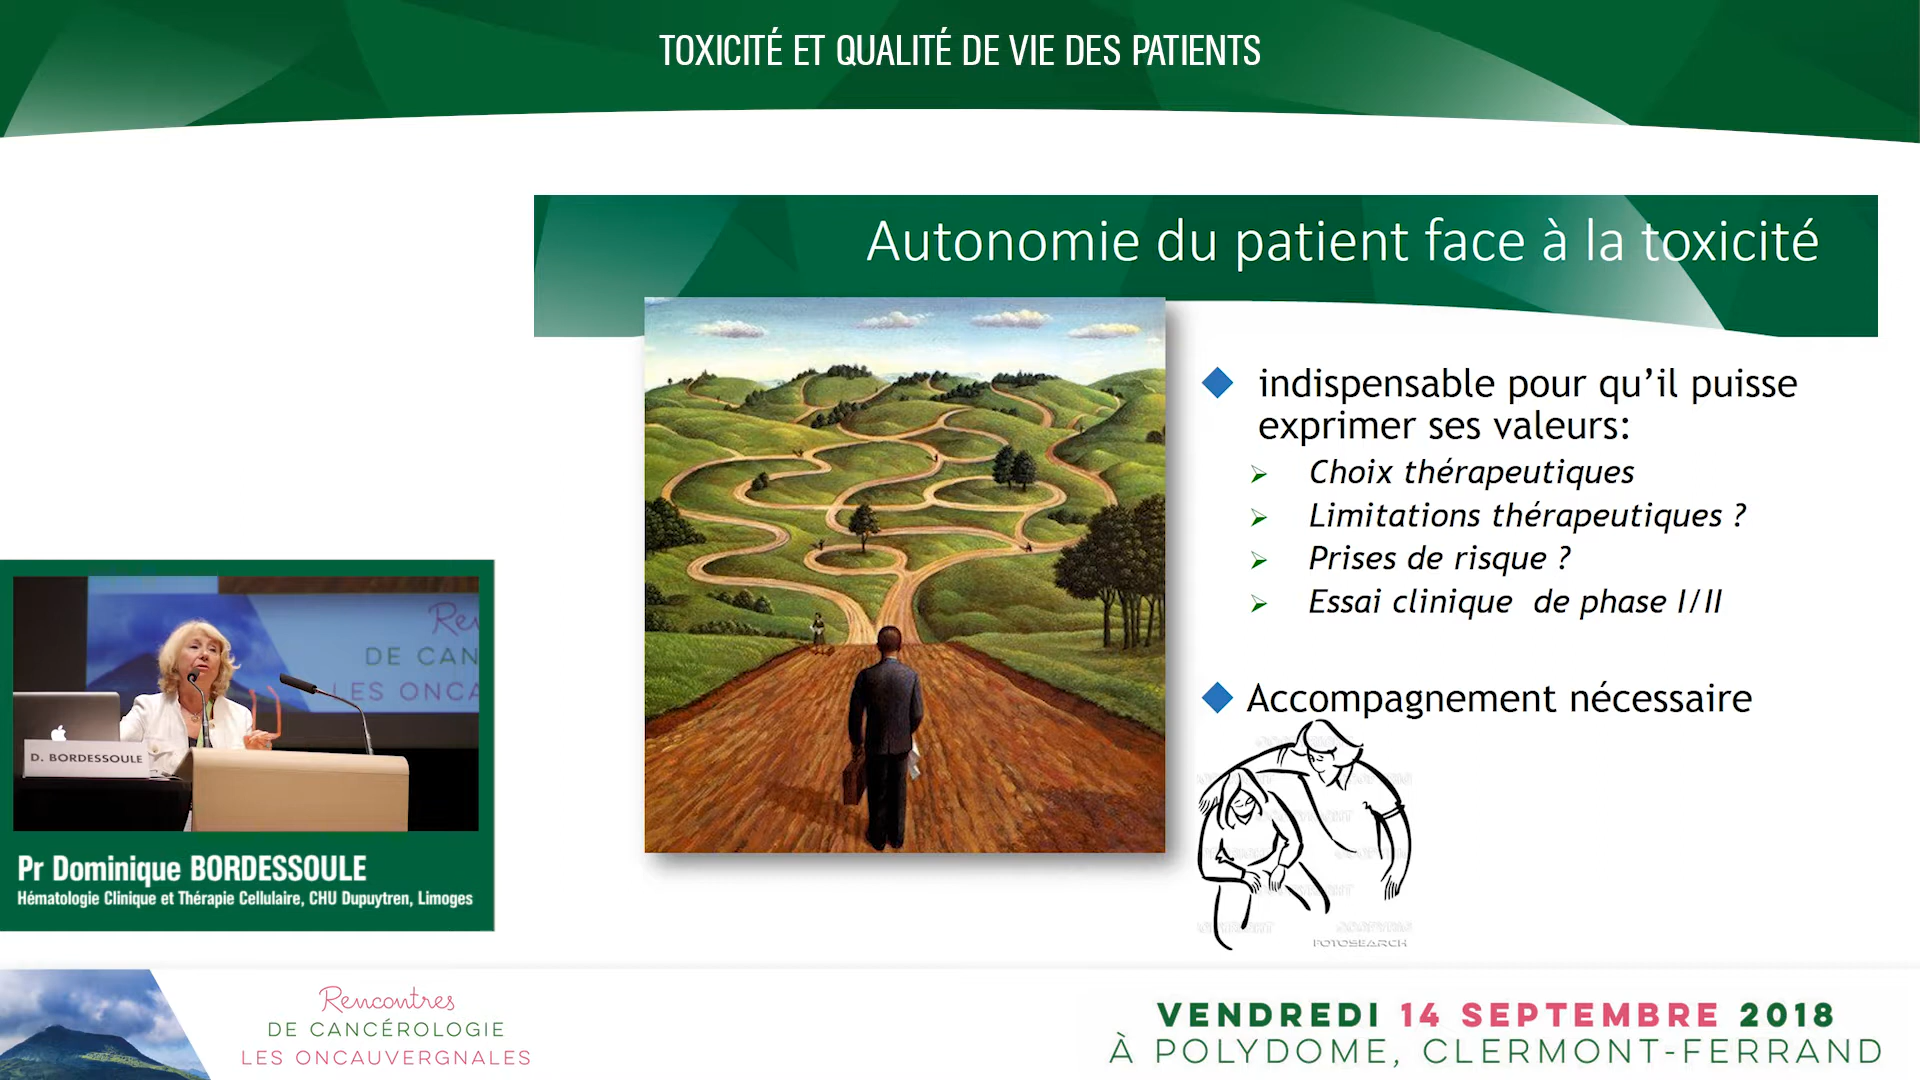 TOXICITÉ ET QUALITÉ DE VIE DES PATIENTS
Autonomie du patient face à la toxicité
indispensable pour qu’il puisse
exprimer ses valeurs:
Choix thérapeutiques
Limitations thérapeutiques ?
Prises de risque ?
Essai clinique de phase I/II
Accompagnement nécessaire
FOTOSEARCH
DE CAN
LES ONCA
D. BORDESSOULE
Pr Dominique BORDESSOULE
Hématologie Clinique et Thérapie Cellulaire, CHU Dupuytren, Limoges
Rencontres
DE CANCÉROLOGIE
LES ONCAUVERGNALES
VENDREDI 14 SEPTEMBRE 2018
À POLYDOME, CLERMONT-FERRAND